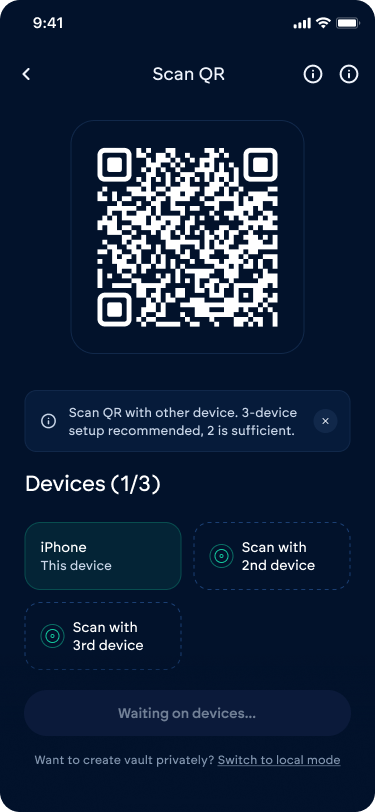 9:41
Scan QR
Scan QR with other device. 3-device
setup recommended, 2 is sufficient.
Devices (1/3)
iPhone
This device
Scan with
2nd device
Scan with
3rd device
Waiting on devices...
Want to create vault privately? Switch to local mode